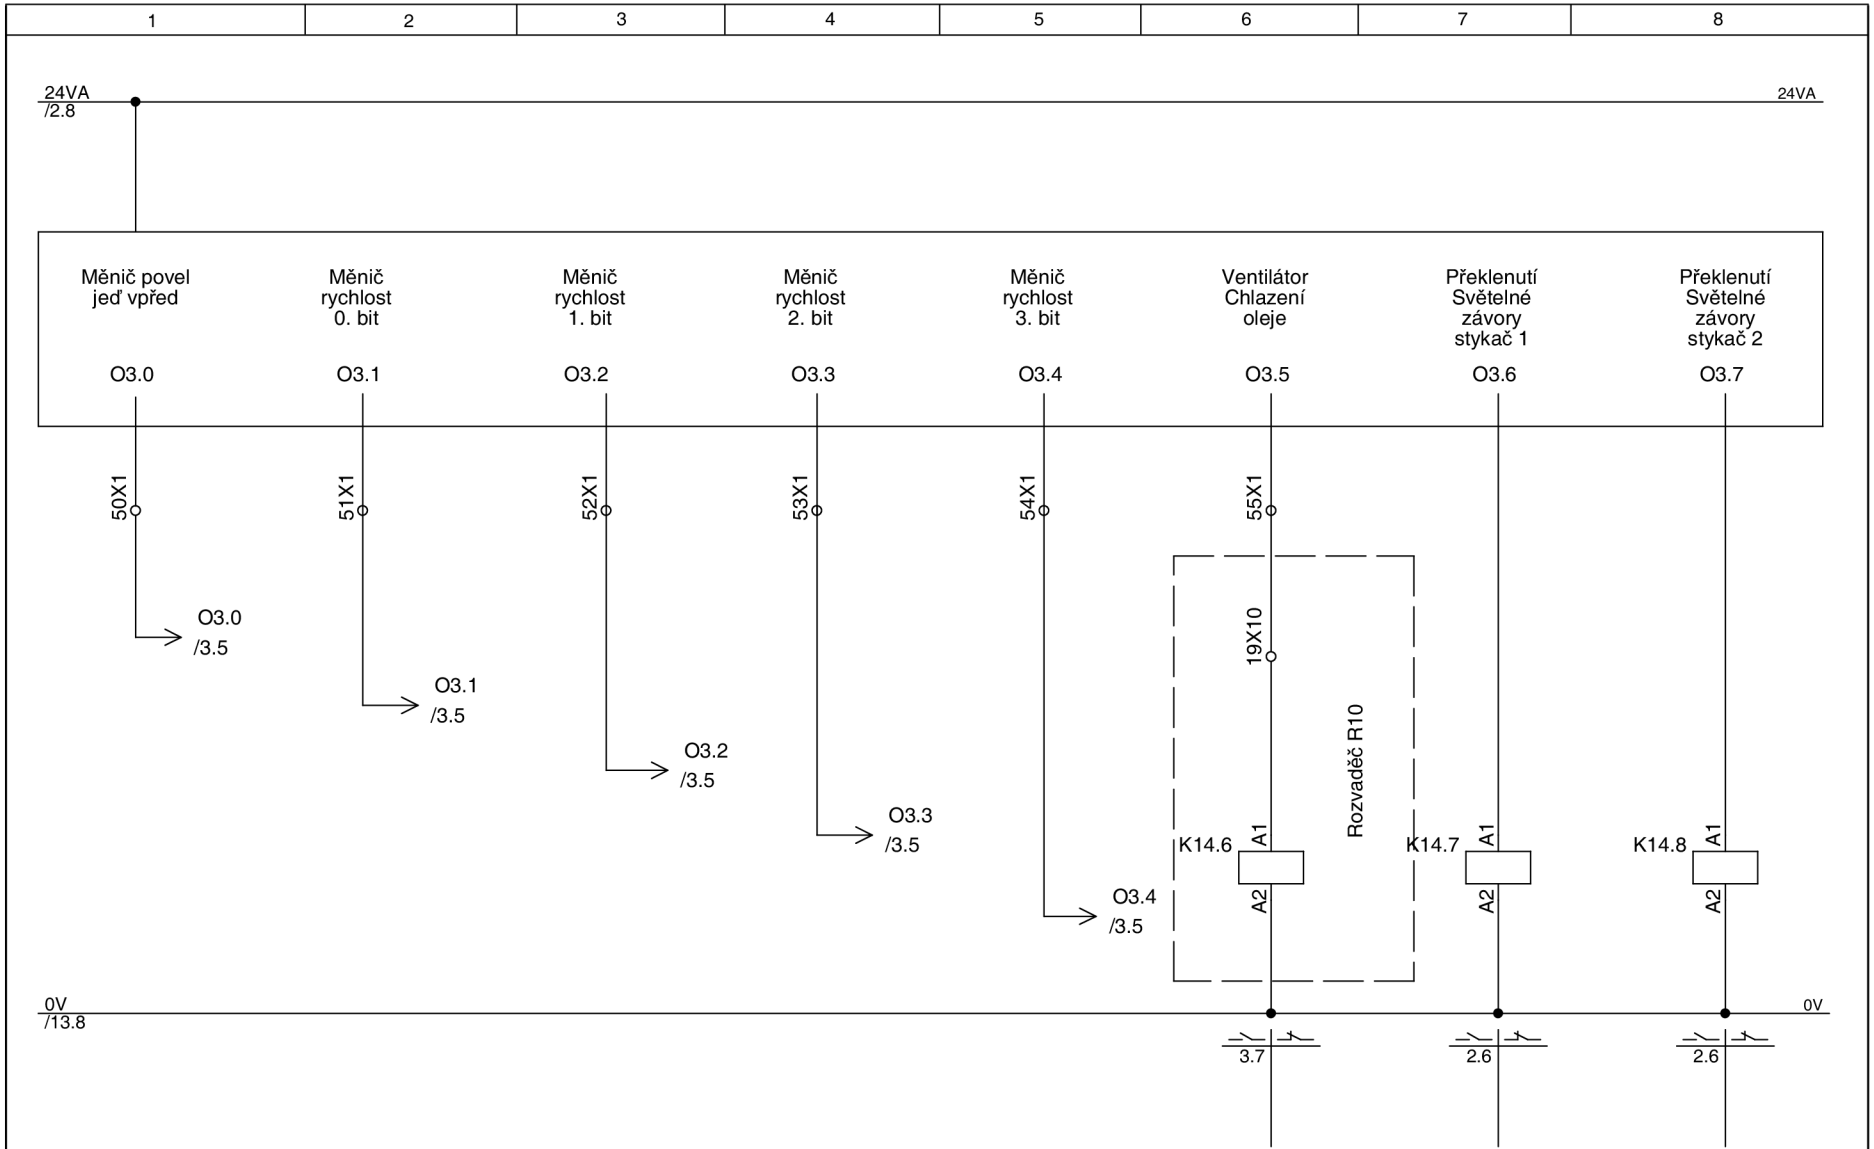 1 2 3 4 5 6 7 8
24VA 24VA
/2.8
Měnič povel
jeď vpřed
O3.0
Měnič
rychlost
0. bit
O3.1
Měnič
rychlost
1. bit
O3.2
Měnič
rychlost
2. bit
O3.3
Měnič
rychlost
3. bit
O3.4
Ventilátor
Chlazení
oleje
O3.5
Překlenutí
Světelné
závory
stykač 1
O3.6
Překlenutí
Světelné
závory
stykač 2
O3.7
50X1
51X1
52X1
53X1
54X1
55X1
O3.0
/3.5
O3.1
/3.5
O3.2
/3.5
O3.3
/3.5
O3.4
/3.5
19X10
Rozvaděč R10
K14.6
A1
A2
K14.7
A1
A2
K14.8
A1
A2
0V 0V
/13.8
3.7
2.6
2.6